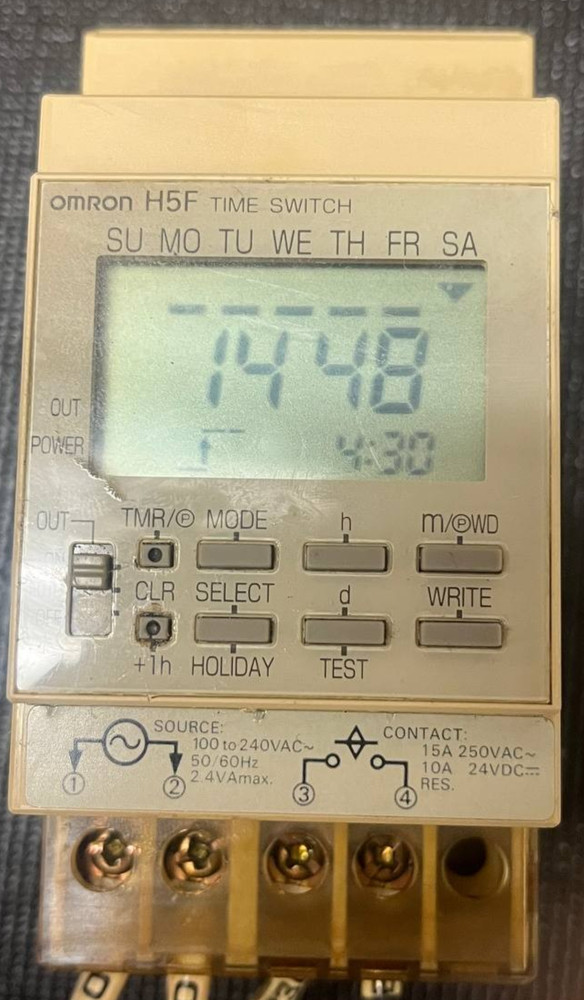 OMRON H5F TIME SWITCH
SU MO TU WE TH FR SA
14 48
OUT
POWER
4:30
OUT TMR/Ⓟ MODE h m/ⓅWD
CLR SELECT d WRITE
+1h HOLIDAY TEST
SOURCE:
100 to 240VAC~
50/60Hz
2.4VAmax.
① ②
CONTACT:
15A 250VAC~
10A 24VDC⎓
RES.
③ ④